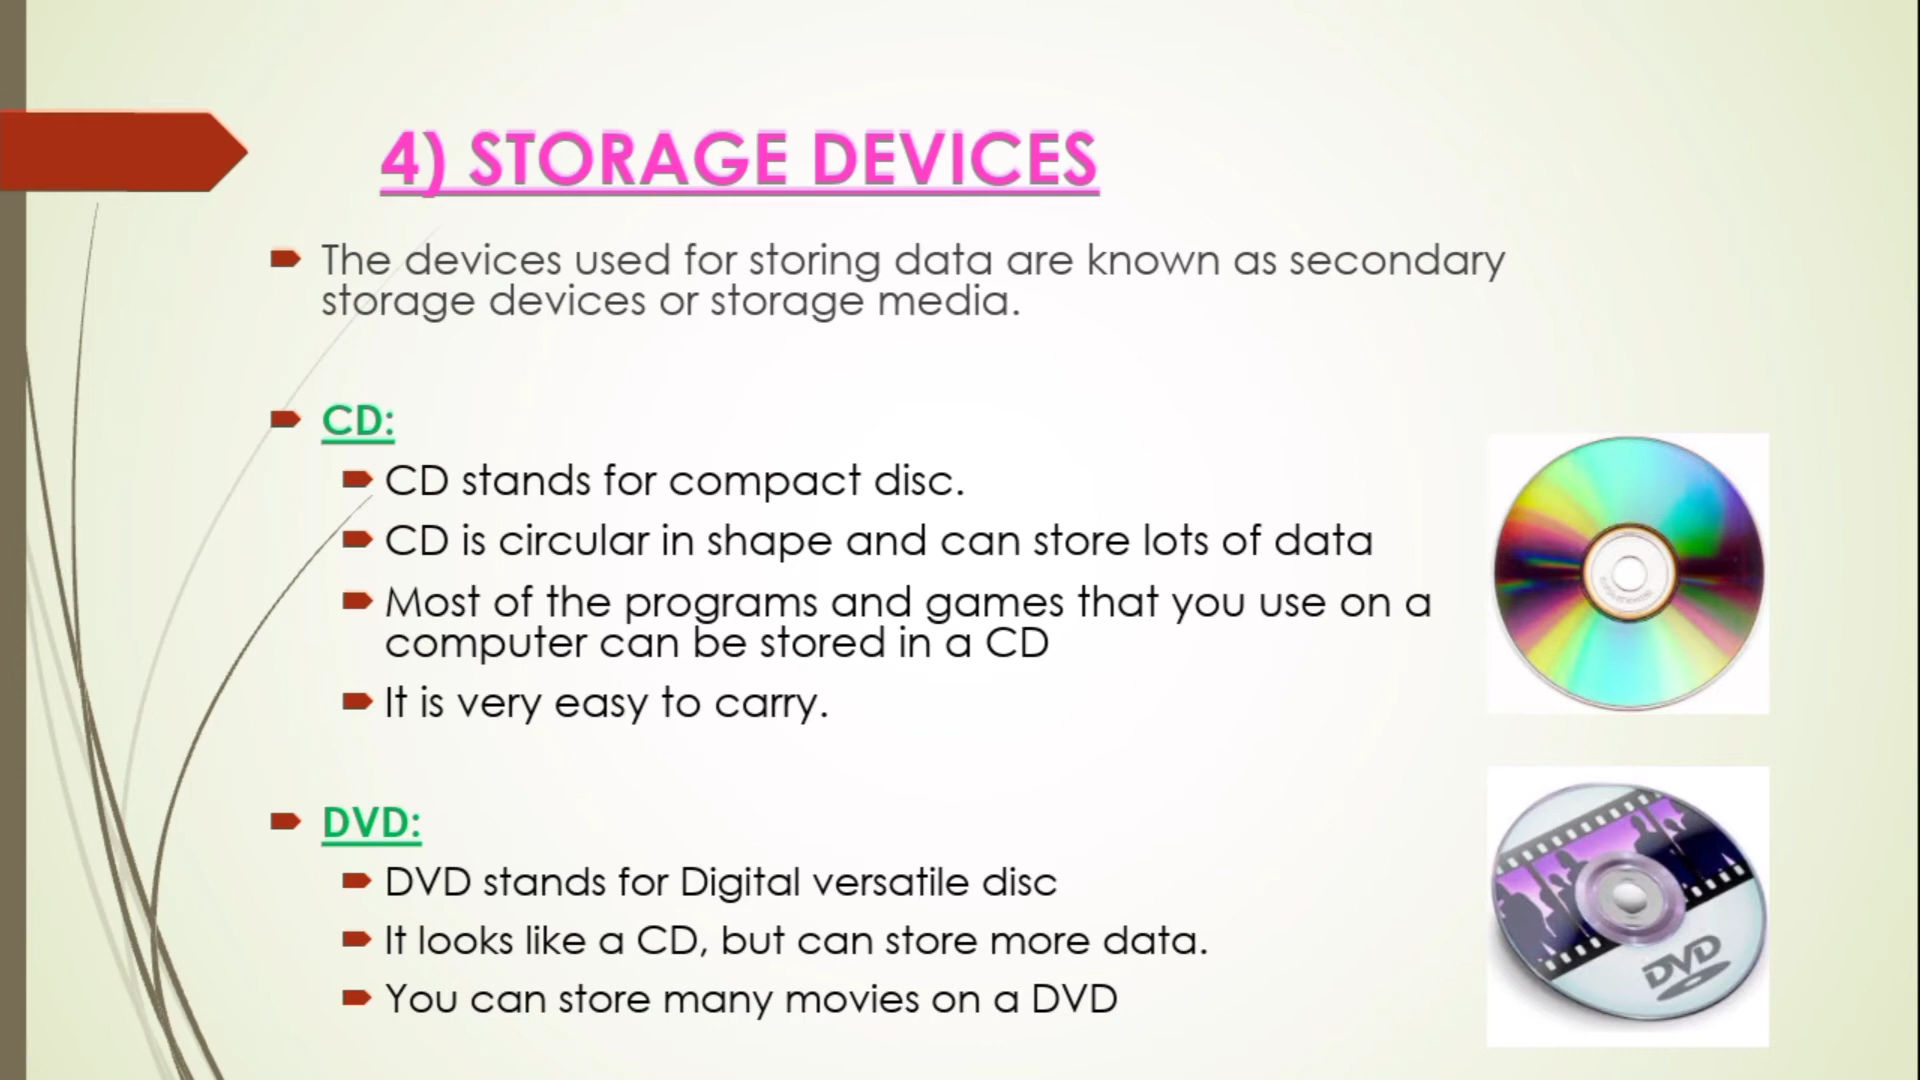 4) STORAGE DEVICES
The devices used for storing data are known as secondary
storage devices or storage media.
CD:
CD stands for compact disc.
CD is circular in shape and can store lots of data
Most of the programs and games that you use on a
computer can be stored in a CD
It is very easy to carry.
DVD:
DVD stands for Digital versatile disc
It looks like a CD, but can store more data.
You can store many movies on a DVD
DVD